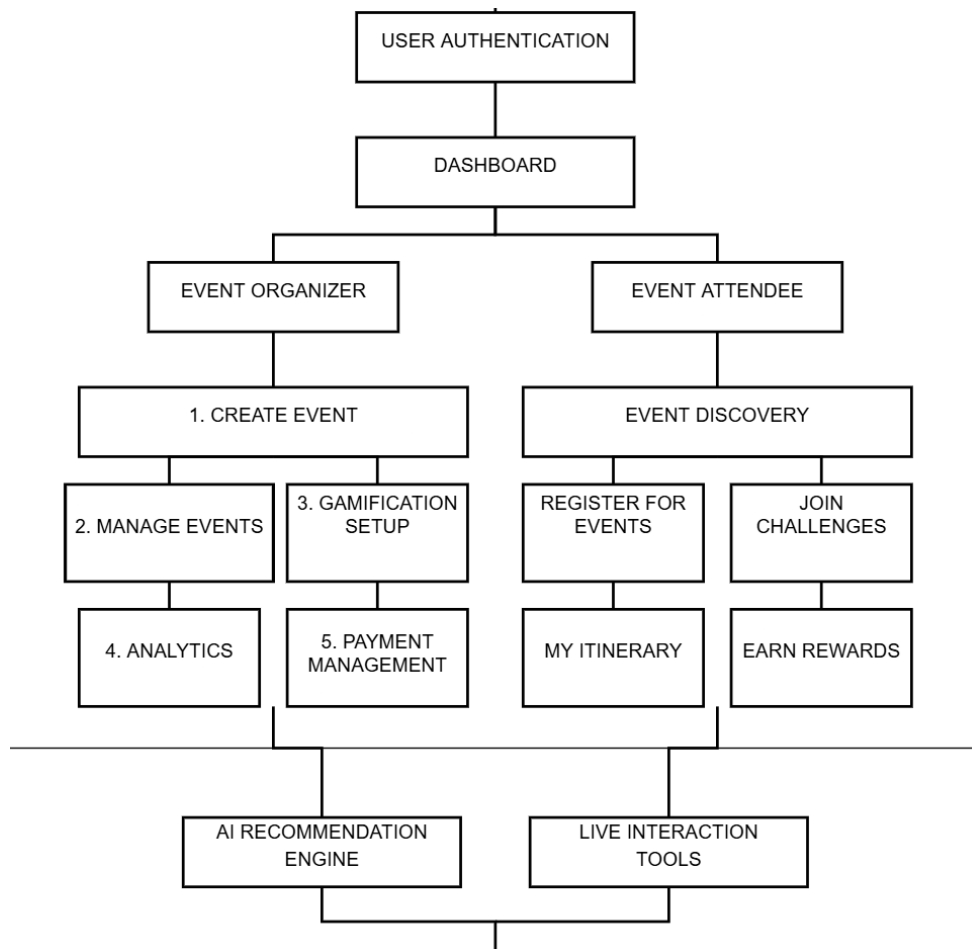 USER AUTHENTICATION
DASHBOARD
EVENT ORGANIZER
EVENT ATTENDEE
1. CREATE EVENT
EVENT DISCOVERY
2. MANAGE EVENTS
3. GAMIFICATION
SETUP
REGISTER FOR
EVENTS
JOIN
CHALLENGES
4. ANALYTICS
5. PAYMENT
MANAGEMENT
MY ITINERARY
EARN REWARDS
AI RECOMMENDATION
ENGINE
LIVE INTERACTION
TOOLS